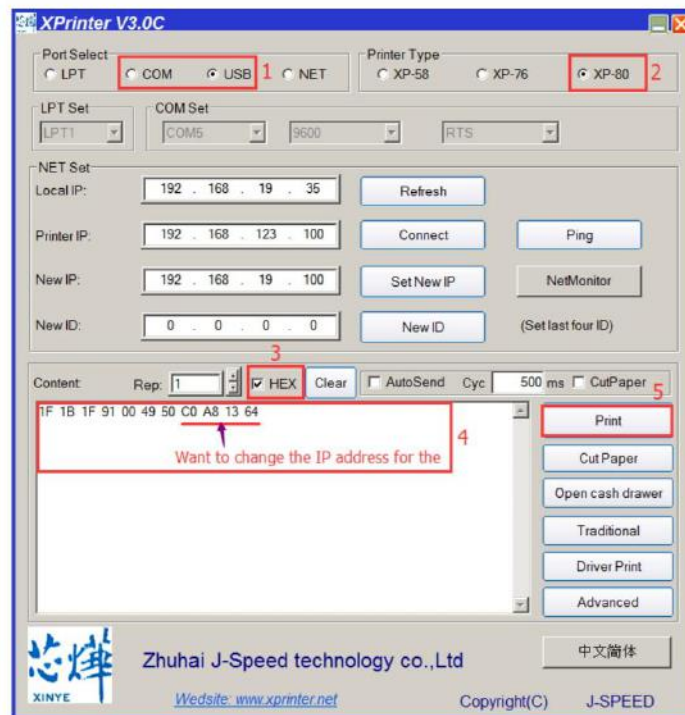 XPrinter V3.0C
Port Select
LPT COM USB 1 NET
Printer Type
XP-58 XP-76 XP-80 2
LPT Set
LPT1
COM Set
COM5 9600 RTS
NET Set
Local IP: 192 . 168 . 19 . 35 Refresh
Printer IP: 192 . 168 . 123 . 100 Connect Ping
New IP: 192 . 168 . 19 . 100 Set New IP NetMonitor
New ID: 0 . 0 . 0 . 0 New ID (Set last four ID)
3
Content: Rep: 1 HEX Clear AutoSend Cyc 500 ms CutPaper
5
1F 1B 1F 91 00 49 50 C0 A8 13 64
Want to change the IP address for the
4
Print
Cut Paper
Open cash drawer
Traditional
Driver Print
Advanced
芯烨
XINYE
Zhuhai J-Speed technology co.,Ltd
中文简体
Wedsite: www.xprinter.net
Copyright(C) J-SPEED